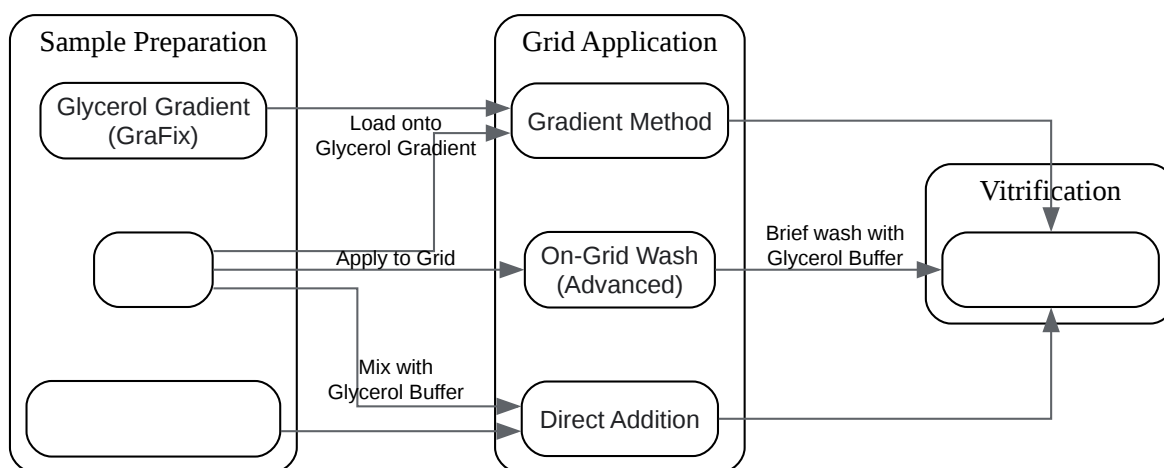 Sample Preparation
Grid Application
Glycerol Gradient
(GraFix)
Load onto
Glycerol Gradient
Gradient Method
Vitrification
Apply to Grid
On-Grid Wash
(Advanced)
Brief wash with
Glycerol Buffer
Mix with
Glycerol Buffer
Direct Addition